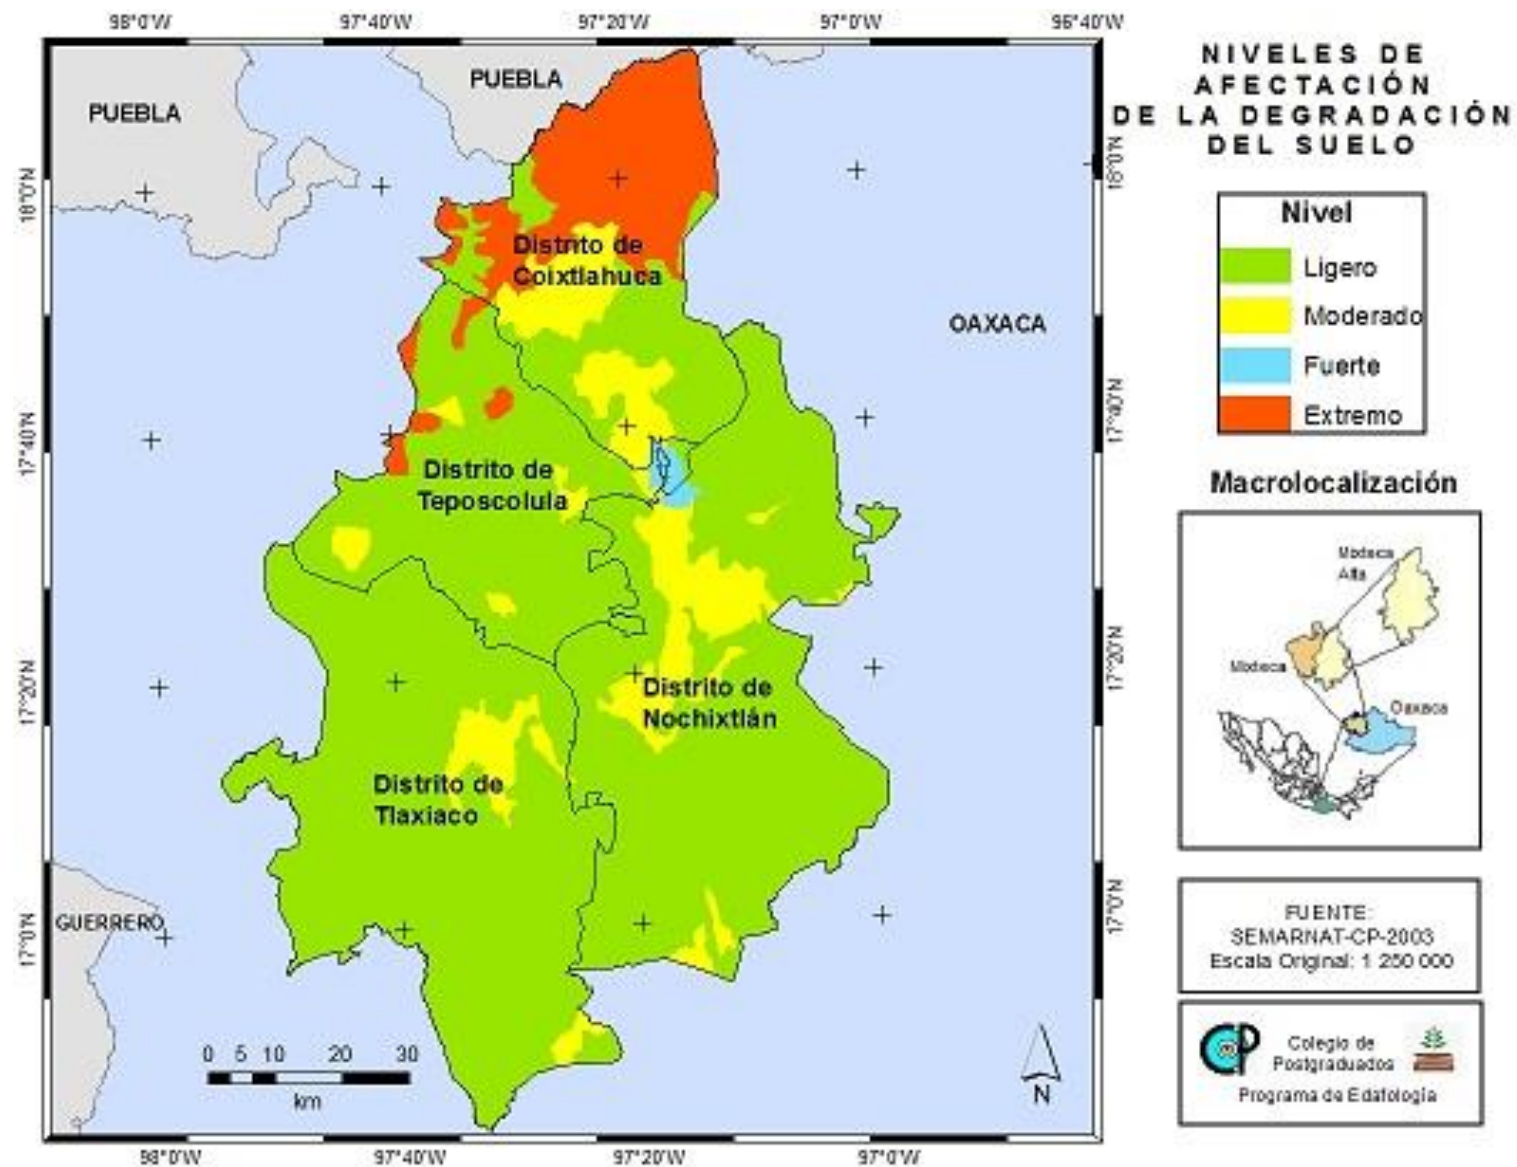 98°0'W
97°40'W
97°20'W
97°0'W
96°40'W
PUEBLA
PUEBLA
18°0'N
18°0'N
Distrito de
Coixtlahuca
OAXACA
17°40'N
17°40'N
Distrito de
Teposcolula
17°20'N
17°20'N
Distrito de
Nochixtlán
Distrito de
Tlaxiaco
GUERRERO
17°0'N
17°0'N
0 5 10 20 30
km
N
98°0'W
97°40'W
97°20'W
97°0'W
NIVELES DE
AFECTACIÓN
DE LA DEGRADACIÓN
DEL SUELO
Nivel
Ligero
Moderado
Fuerte
Extremo
Macrolocalización
Mixteca
Alta
Mixteca
Oaxaca
FUENTE:
SEMARNAT-CP-2003
Escala Original: 1 250 000
CP
Colegio de
Postgraduados
Programa de Edafología